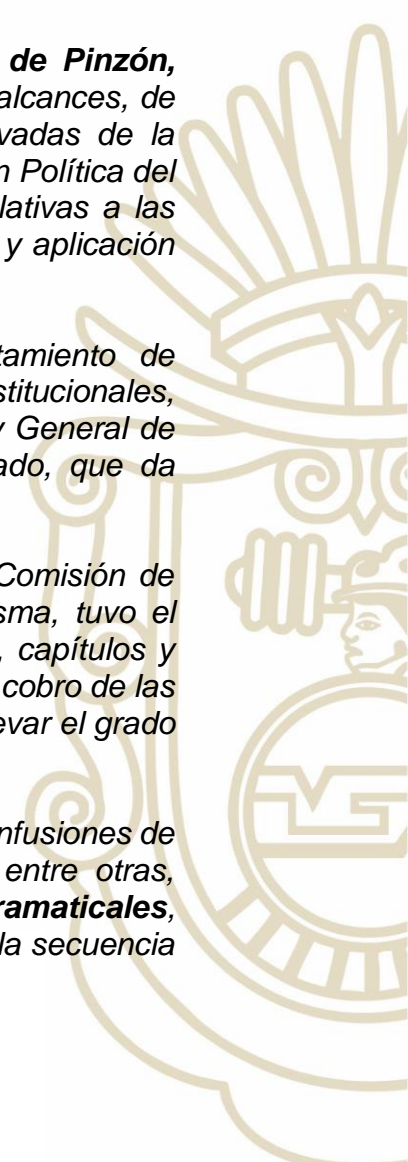 de Pinzón,
alcances, de
vadas de la
n Política del
lativas a las
y aplicación
tamiento de
stitucionales,
y General de
ado, que da
Comisión de
sma, tuvo el
, capítulos y
cobro de las
evar el grado
nfusiones de
entre otras,
ramaticales,
la secuencia